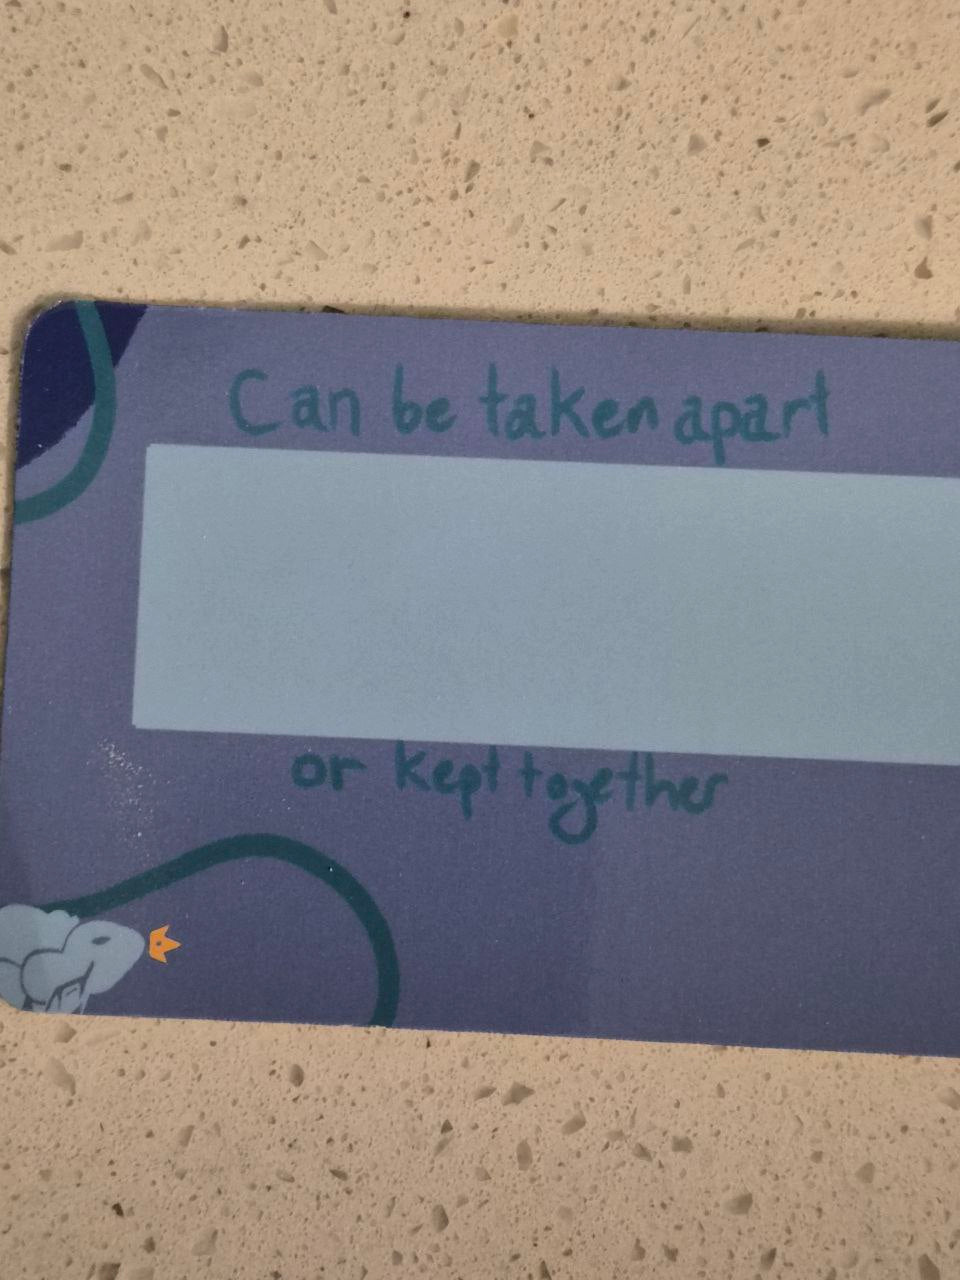 Can be taken apart
or kept together